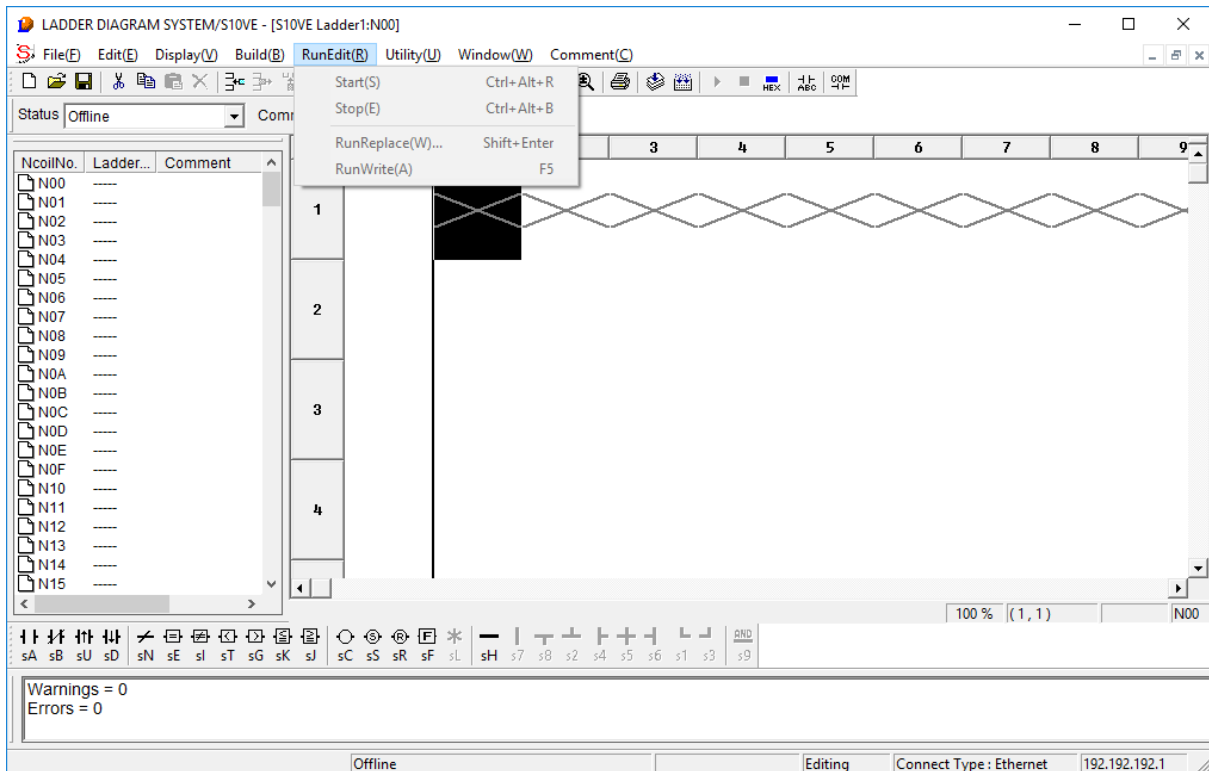 LADDER DIAGRAM SYSTEM/S10VE - [S10VE Ladder1:N00]
File(F) Edit(E) Display(V) Build(B) RunEdit(R) Utility(U) Window(W) Comment(C)
Start(S) Ctrl+Alt+R
Stop(E) Ctrl+Alt+B
RunReplace(W)... Shift+Enter
RunWrite(A) F5
HEX ABC COM
Status Offline
NcoilNo. Ladder... Comment
3 4 5 6 7 8 9
N00 -----
N01 -----
N02 -----
N03 -----
N04 -----
N05 -----
N06 -----
N07 -----
N08 -----
N09 -----
N0A -----
N0B -----
N0C -----
N0D -----
N0E -----
N0F -----
N10 -----
N11 -----
N12 -----
N13 -----
N14 -----
N15 -----
1
2
3
4
100 % (1, 1) N00
S R F AND
sA sB sU sD sN sE sI sT sG sK sJ sC sS sR sF sL sH s7 s8 s2 s4 s5 s6 s1 s3 s9
Warnings = 0
Errors = 0
Offline Editing Connect Type : Ethernet 192.192.192.1